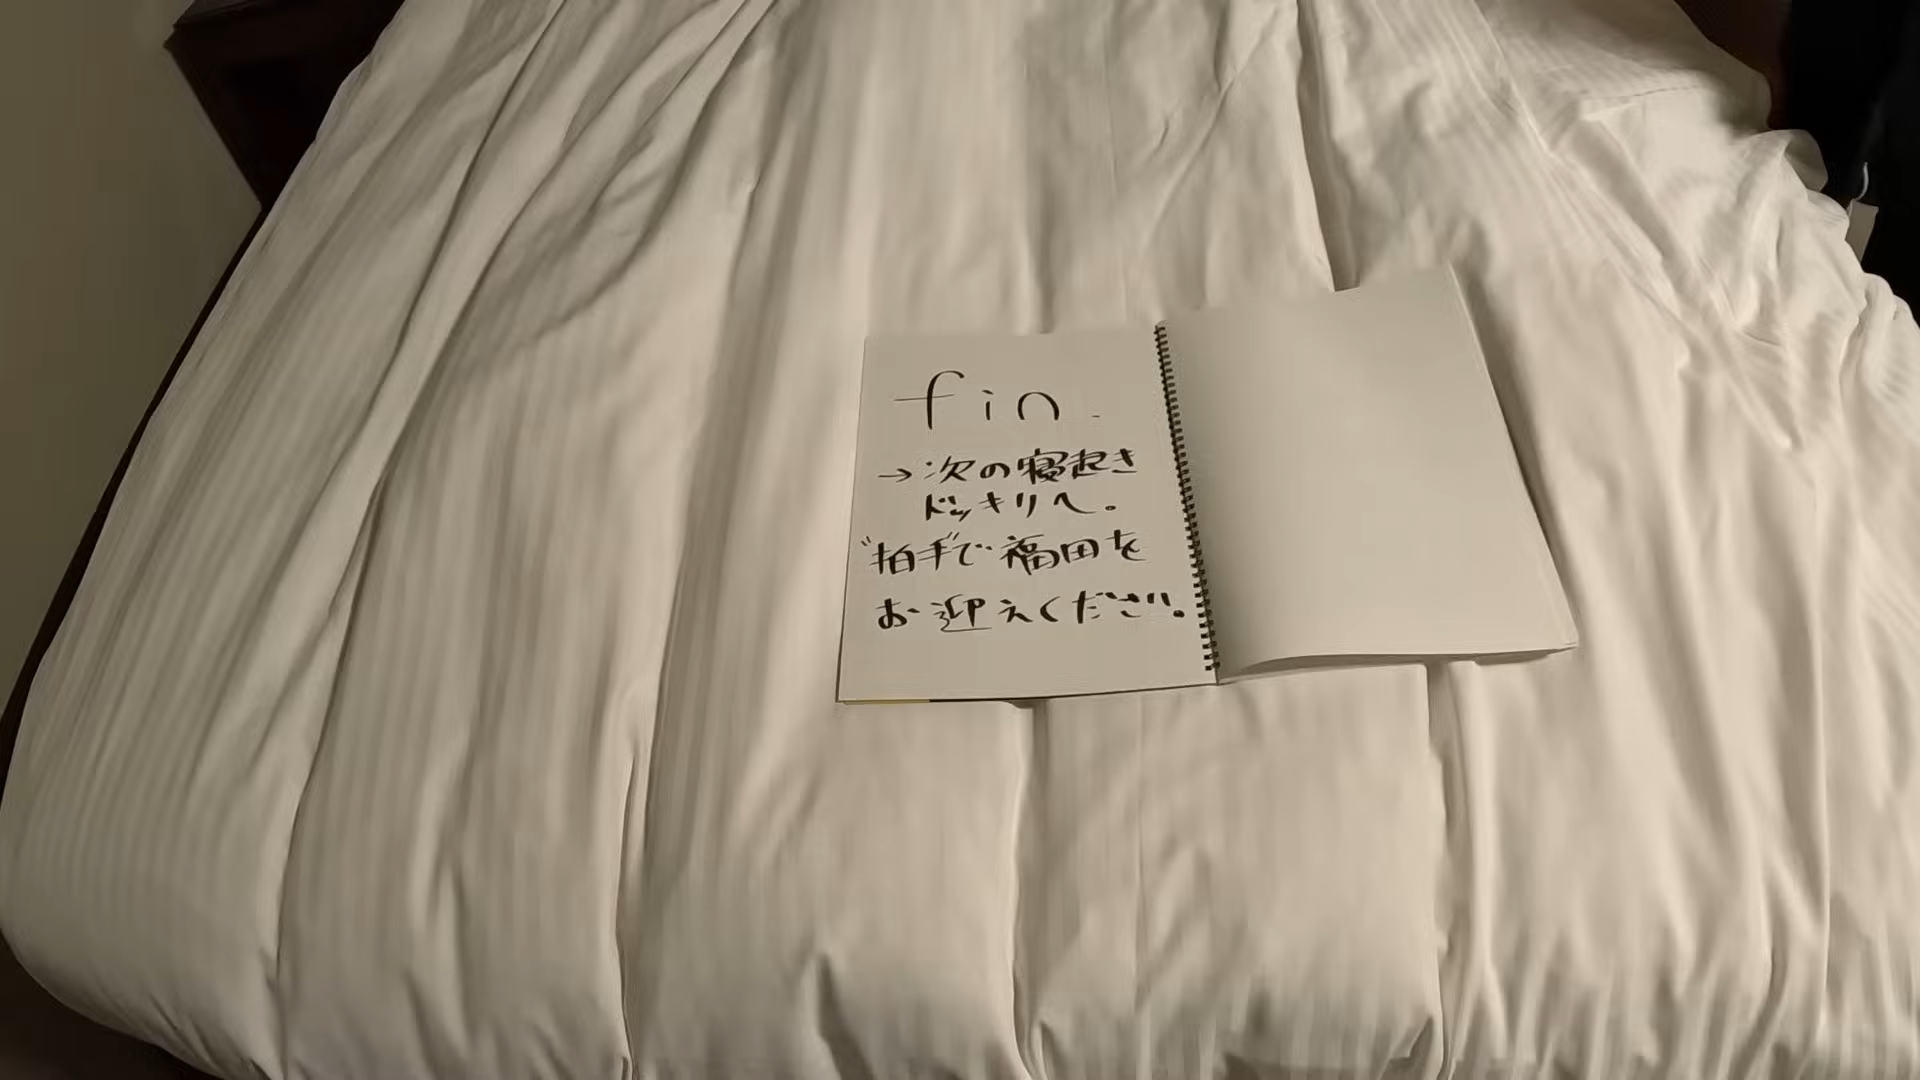 fin.
→次の寝起き
ドッキリへ。
"拍手"で福田を
お迎えください。